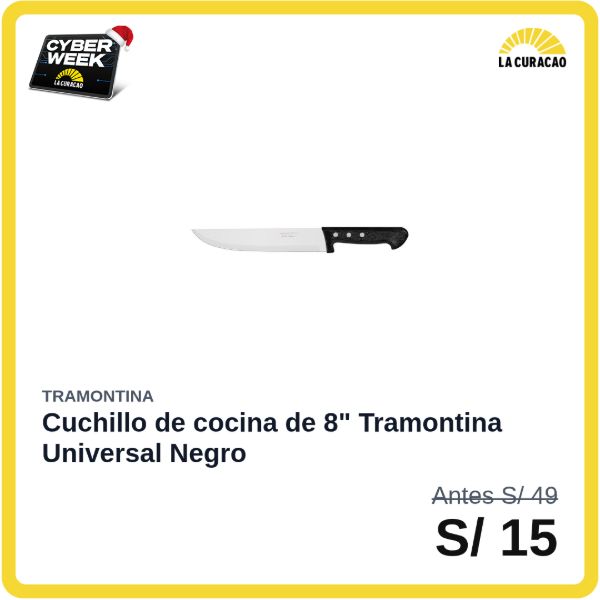 CYBER
WEEK
LA CURACAO
LA CURACAO
TRAMONTINA
Cuchillo de cocina de 8" Tramontina
Universal Negro
Antes S/ 49
S/ 15